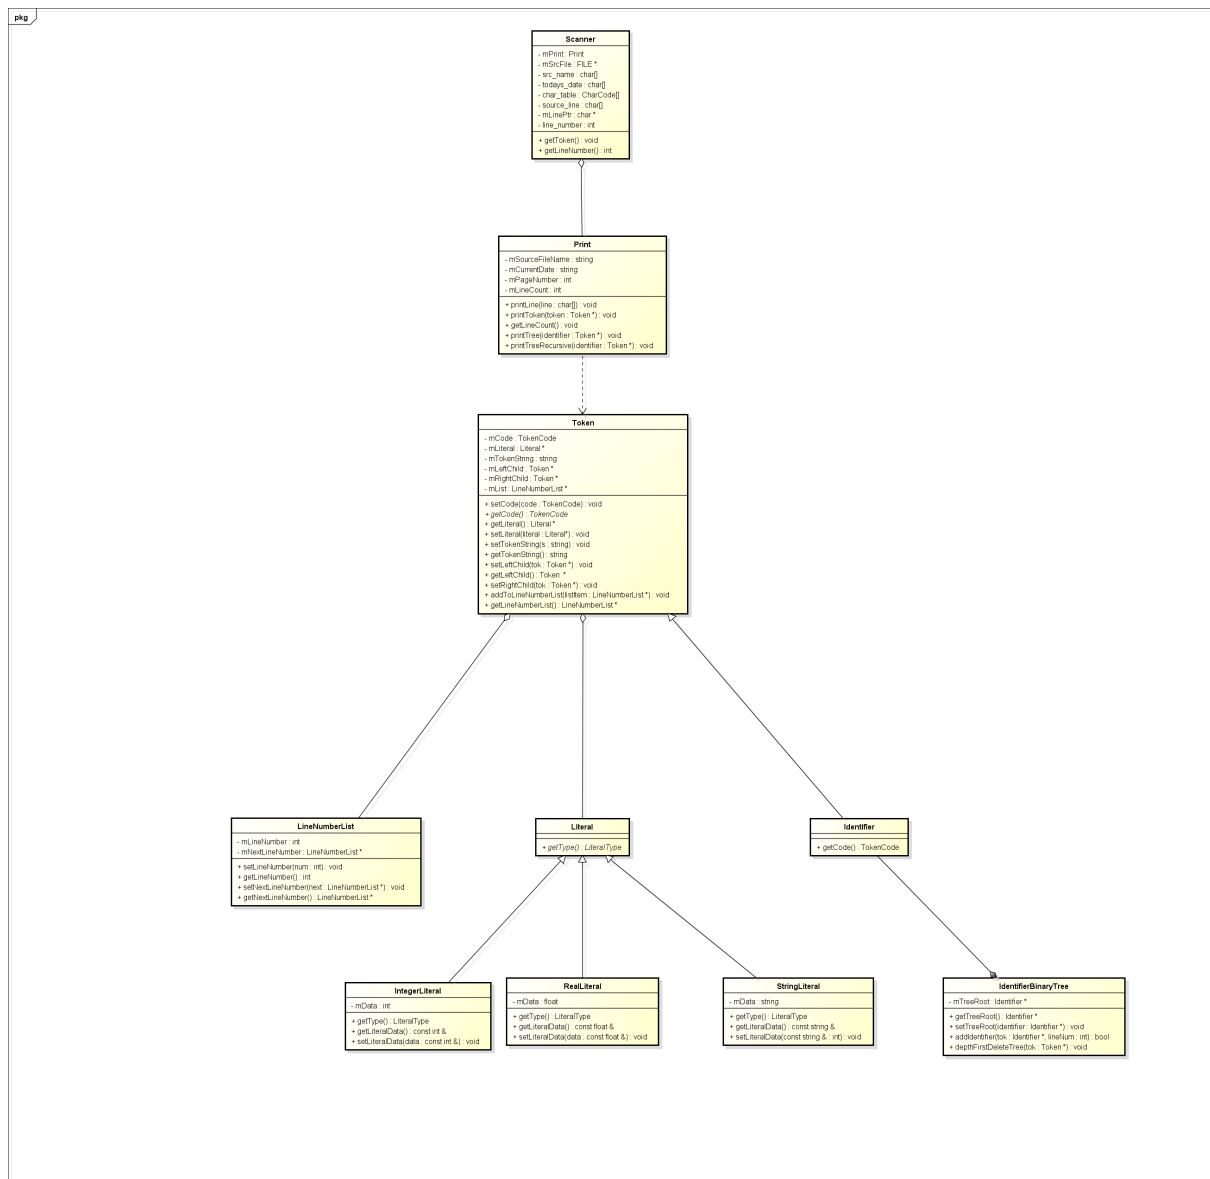 pkg
Scanner
- mPrint : Print
- mSrcFile : FILE *
- src_name : char[]
- todays_date : char[]
- char_table : CharCode[]
- source_line : char[]
- mLinePtr : char *
- line_number : int
+ getToken() : void
+ getLineNumber() : int
Print
- mSourceFileName : string
- mCurrentDate : string
- mPageNumber : int
- mLineCount : int
+ printLine(line : char[]) : void
+ printToken(token : Token *) : void
+ getLineCount() : void
+ printTree(identifier : Token *) : void
+ printTreeRecursive(identifier : Token *) : void
Token
- mCode : TokenCode
- mLiteral : Literal *
- mTokenString : string
- mLeftChild : Token *
- mRightChild : Token *
- mList : LineNumberList *
+ setCode(code : TokenCode) : void
+ getCode() : TokenCode
+ getLiteral() : Literal *
+ setLiteral(literal : Literal*) : void
+ setTokenString(s : string) : void
+ getTokenString() : string
+ setLeftChild(tok : Token *) : void
+ getLeftChild() : Token *
+ setRightChild(tok : Token *) : void
+ addToLineNumberList(listItem : LineNumberList *) : void
+ getLineNumberList() : LineNumberList *
LineNumberList
- mLineNumber : int
- mNextLineNumber : LineNumberList *
+ setLineNumber(num : int) : void
+ getLineNumber() : int
+ setNextLineNumber(next : LineNumberList *) : void
+ getNextLineNumber() : LineNumberList *
Literal
+ getType() : LiteralType
Identifier
+ getCode() : TokenCode
IntegerLiteral
- mData : int
+ getType() : LiteralType
+ getLiteralData() : const int &
+ setLiteralData(data : const int &) : void
RealLiteral
- mData : float
+ getType() : LiteralType
+ getLiteralData() : const float &
+ setLiteralData(data : const float &) : void
StringLiteral
- mData : string
+ getType() : LiteralType
+ getLiteralData() : const string &
+ setLiteralData(const string & : int) : void
IdentifierBinaryTree
- mTreeRoot : Identifier *
+ getTreeRoot() : Identifier *
+ setTreeRoot(identifier : Identifier *) : void
+ addIdentifier(tok : Identifier *, lineNum : int) : bool
+ depthFirstDeleteTree(tok : Token *) : void